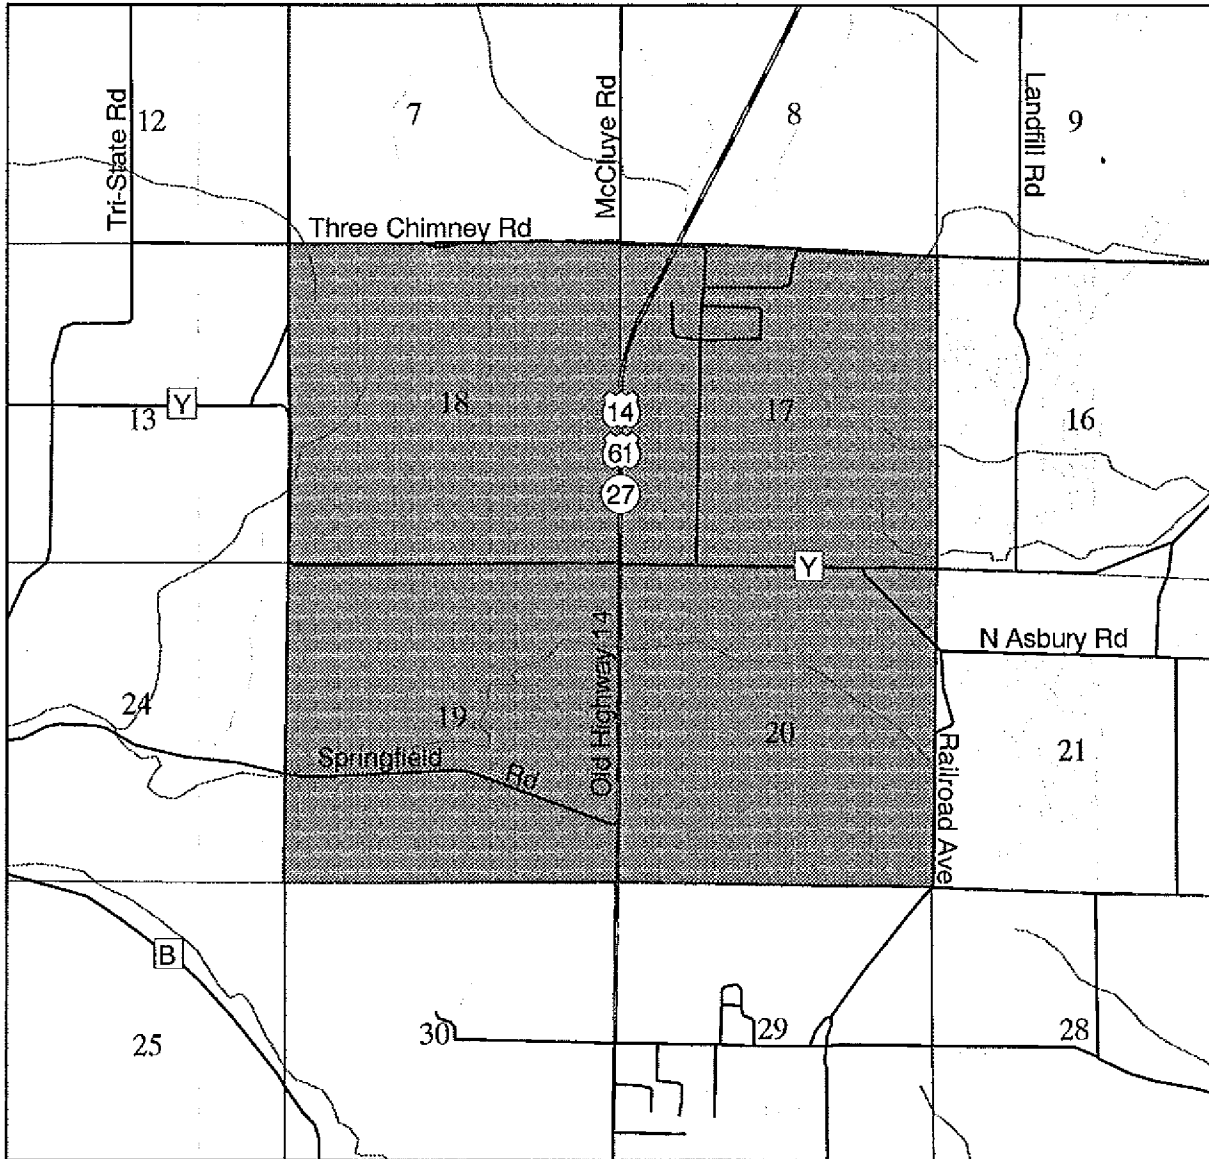 Tri-State Rd
12
7
McCluye Rd
8
Landfill Rd
9
Three Chimney Rd
13
Y
18
14
61
27
17
16
Y
N Asbury Rd
24
19
Old Highway 14
20
21
Springfield Rd
Railroad Ave
B
25
30
29
28